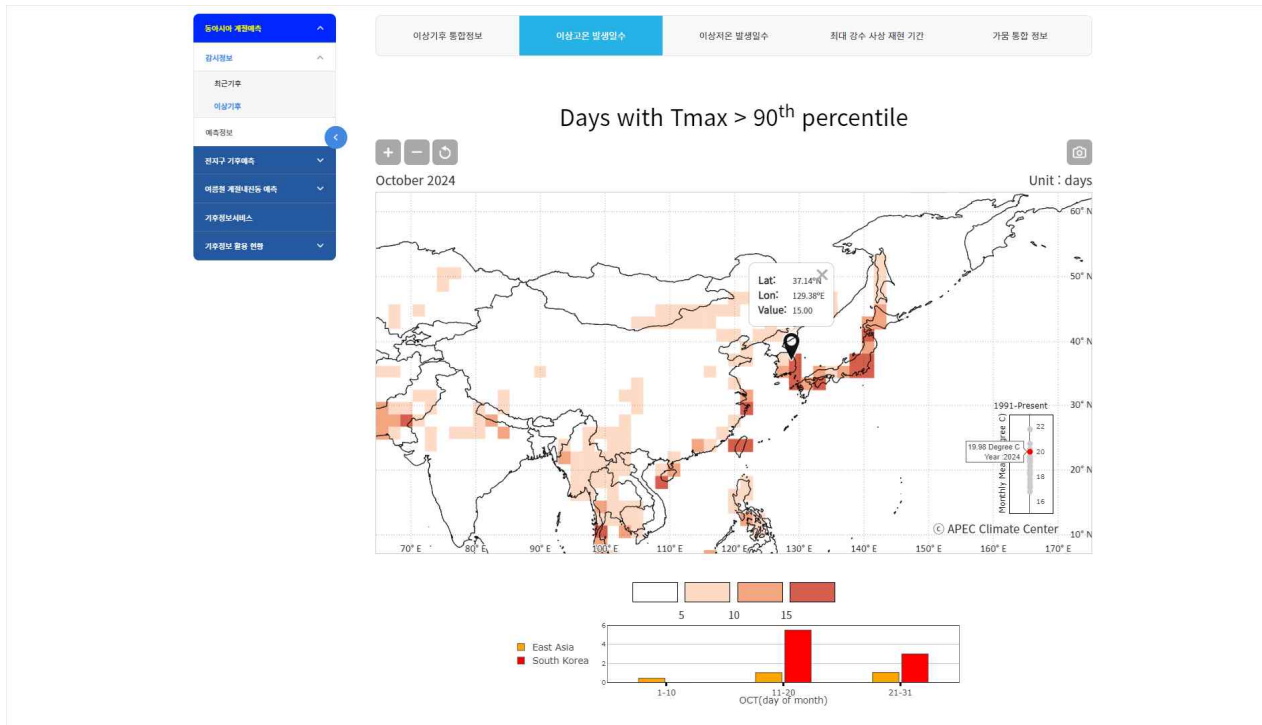 동아시아 계절예측
감시정보
최근기후
이상기후
예측정보
전지구 기후예측
여름철 계절내진동 예측
기후정보서비스
기후정보 활용 현황
이상기후 통합정보
이상고온 발생일수
이상저온 발생일수
최대 강수 사상 재현 기간
가뭄 통합 정보
Days with Tmax > 90th percentile
October 2024
Unit : days
60° N
50° N
Lat: 37.14°N
Lon: 129.38°E
Value: 15.00
40° N
30° N
1991-Present
22
19.98 Degree C
Year :2024
20
18
16
Monthly Mea
gree C)
20° N
ⓒ APEC Climate Center
10° N
70° E 80° E 90° E 100° E 110° E 120° E 130° E 140° E 150° E 160° E 170° E
5 10 15
6
4
2
0
East Asia
South Korea
1-10 11-20 21-31
OCT(day of month)